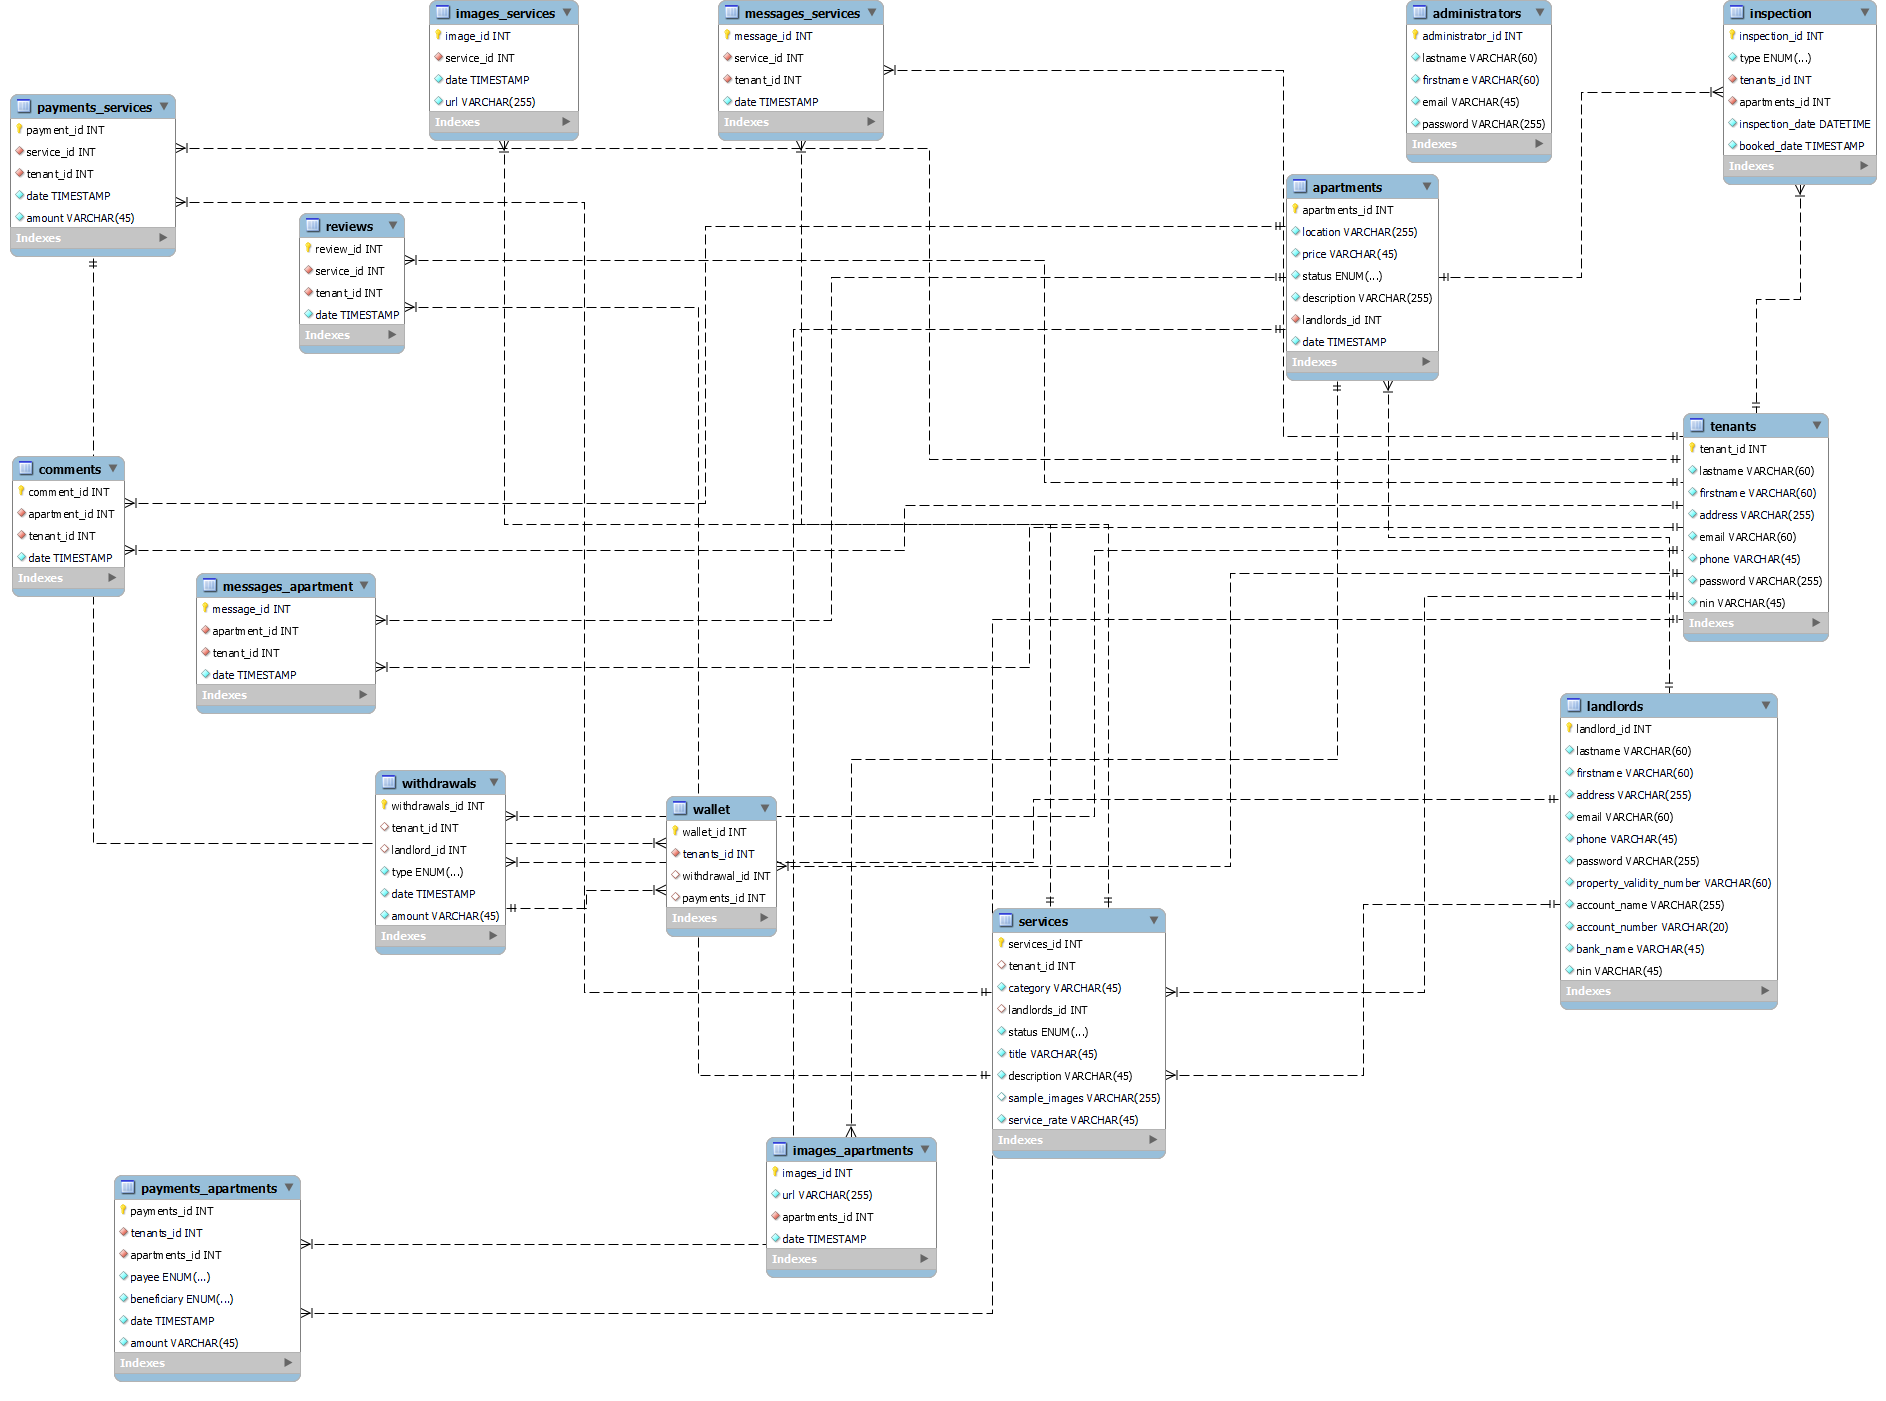 images_services
image_id INT
service_id INT
date TIMESTAMP
url VARCHAR(255)
Indexes
messages_services
message_id INT
service_id INT
tenant_id INT
date TIMESTAMP
Indexes
administrators
administrator_id INT
lastname VARCHAR(60)
firstname VARCHAR(60)
email VARCHAR(45)
password VARCHAR(255)
Indexes
inspection
inspection_id INT
type ENUM(...)
tenants_id INT
apartments_id INT
inspection_date DATETIME
booked_date TIMESTAMP
Indexes
payments_services
payment_id INT
service_id INT
tenant_id INT
date TIMESTAMP
amount VARCHAR(45)
Indexes
reviews
review_id INT
service_id INT
tenant_id INT
date TIMESTAMP
Indexes
apartments
apartments_id INT
location VARCHAR(255)
price VARCHAR(45)
status ENUM(...)
description VARCHAR(255)
landlords_id INT
date TIMESTAMP
Indexes
tenants
tenant_id INT
lastname VARCHAR(60)
firstname VARCHAR(60)
address VARCHAR(255)
email VARCHAR(60)
phone VARCHAR(45)
password VARCHAR(255)
nin VARCHAR(45)
Indexes
comments
comment_id INT
apartment_id INT
tenant_id INT
date TIMESTAMP
Indexes
messages_apartment
message_id INT
apartment_id INT
tenant_id INT
date TIMESTAMP
Indexes
landlords
landlord_id INT
lastname VARCHAR(60)
firstname VARCHAR(60)
address VARCHAR(255)
email VARCHAR(60)
phone VARCHAR(45)
password VARCHAR(255)
property_validity_number VARCHAR(60)
account_name VARCHAR(255)
account_number VARCHAR(20)
bank_name VARCHAR(45)
nin VARCHAR(45)
Indexes
withdrawals
withdrawals_id INT
tenant_id INT
landlord_id INT
type ENUM(...)
date TIMESTAMP
amount VARCHAR(45)
Indexes
wallet
wallet_id INT
tenants_id INT
withdrawal_id INT
payments_id INT
Indexes
services
services_id INT
tenant_id INT
category VARCHAR(45)
landlords_id INT
status ENUM(...)
title VARCHAR(45)
description VARCHAR(45)
sample_images VARCHAR(255)
service_rate VARCHAR(45)
Indexes
images_apartments
images_id INT
url VARCHAR(255)
apartments_id INT
date TIMESTAMP
Indexes
payments_apartments
payments_id INT
tenants_id INT
apartments_id INT
payee ENUM(...)
beneficiary ENUM(...)
date TIMESTAMP
amount VARCHAR(45)
Indexes